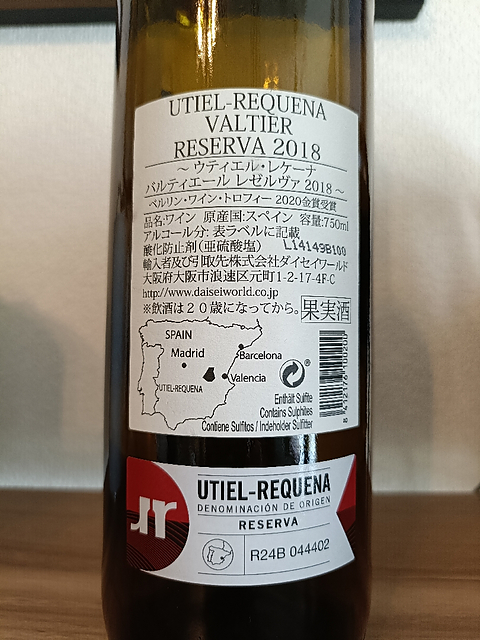 UTIEL-REQUENA
VALTIER
RESERVA 2018
～ ウティエル・レケーナ
バルティエール レゼルヴァ 2018 ～
ベルリン・ワイン・トロフィー 2020金賞受賞
品名:ワイン 原産国:スペイン 容量:750ml
アルコール分: 表ラベルに記載
酸化防止剤(亜硫酸塩) L14149B100
輸入者及び引取先株式会社ダイセイワールド
大阪府大阪市浪速区元町1-2-17-4F-C
http://www.daiseiworld.co.jp
※飲酒は20歳になってから。 果実酒
SPAIN
Madrid
Barcelona
UTIEL-REQUENA
Valencia
Enthält Sulfite
Contains Sulphites
Contiene Sulfitos / Indeholder Sulfitter
8 412176 100200
UTIEL-REQUENA
DENOMINACIÓN DE ORIGEN
RESERVA
R24B 044402